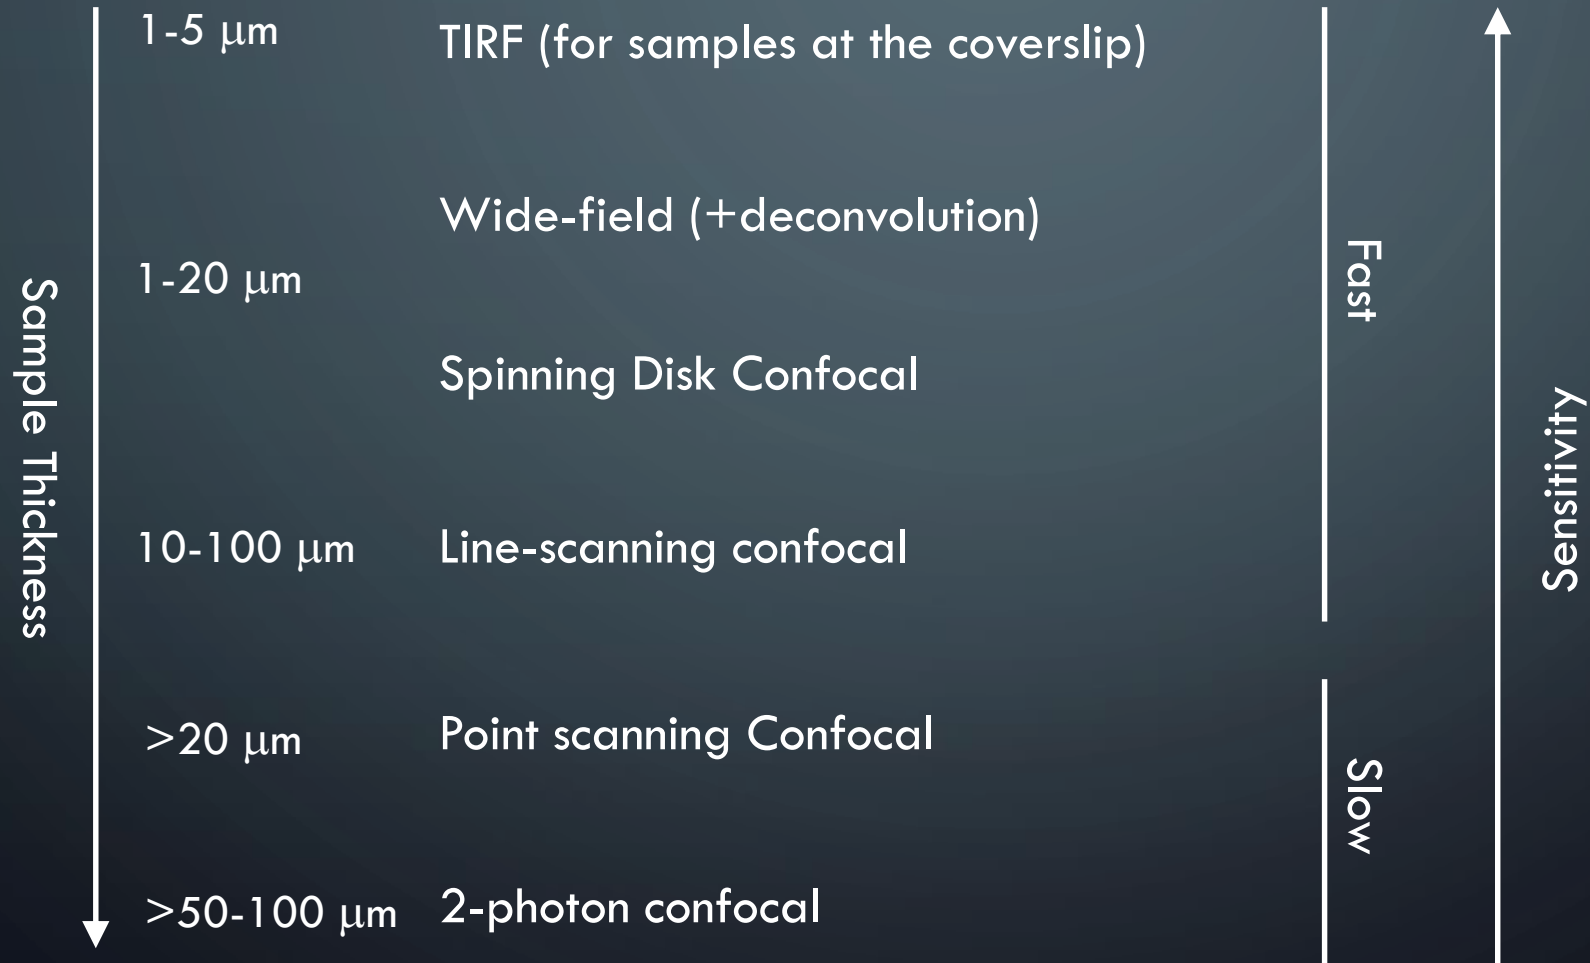 1-5 μm
TIRF (for samples at the coverslip)
Wide-field (+deconvolution)
1-20 μm
Spinning Disk Confocal
10-100 μm
Line-scanning confocal
>20 μm
Point scanning Confocal
>50-100 μm
2-photon confocal
Sample Thickness
Fast
Slow
Sensitivity